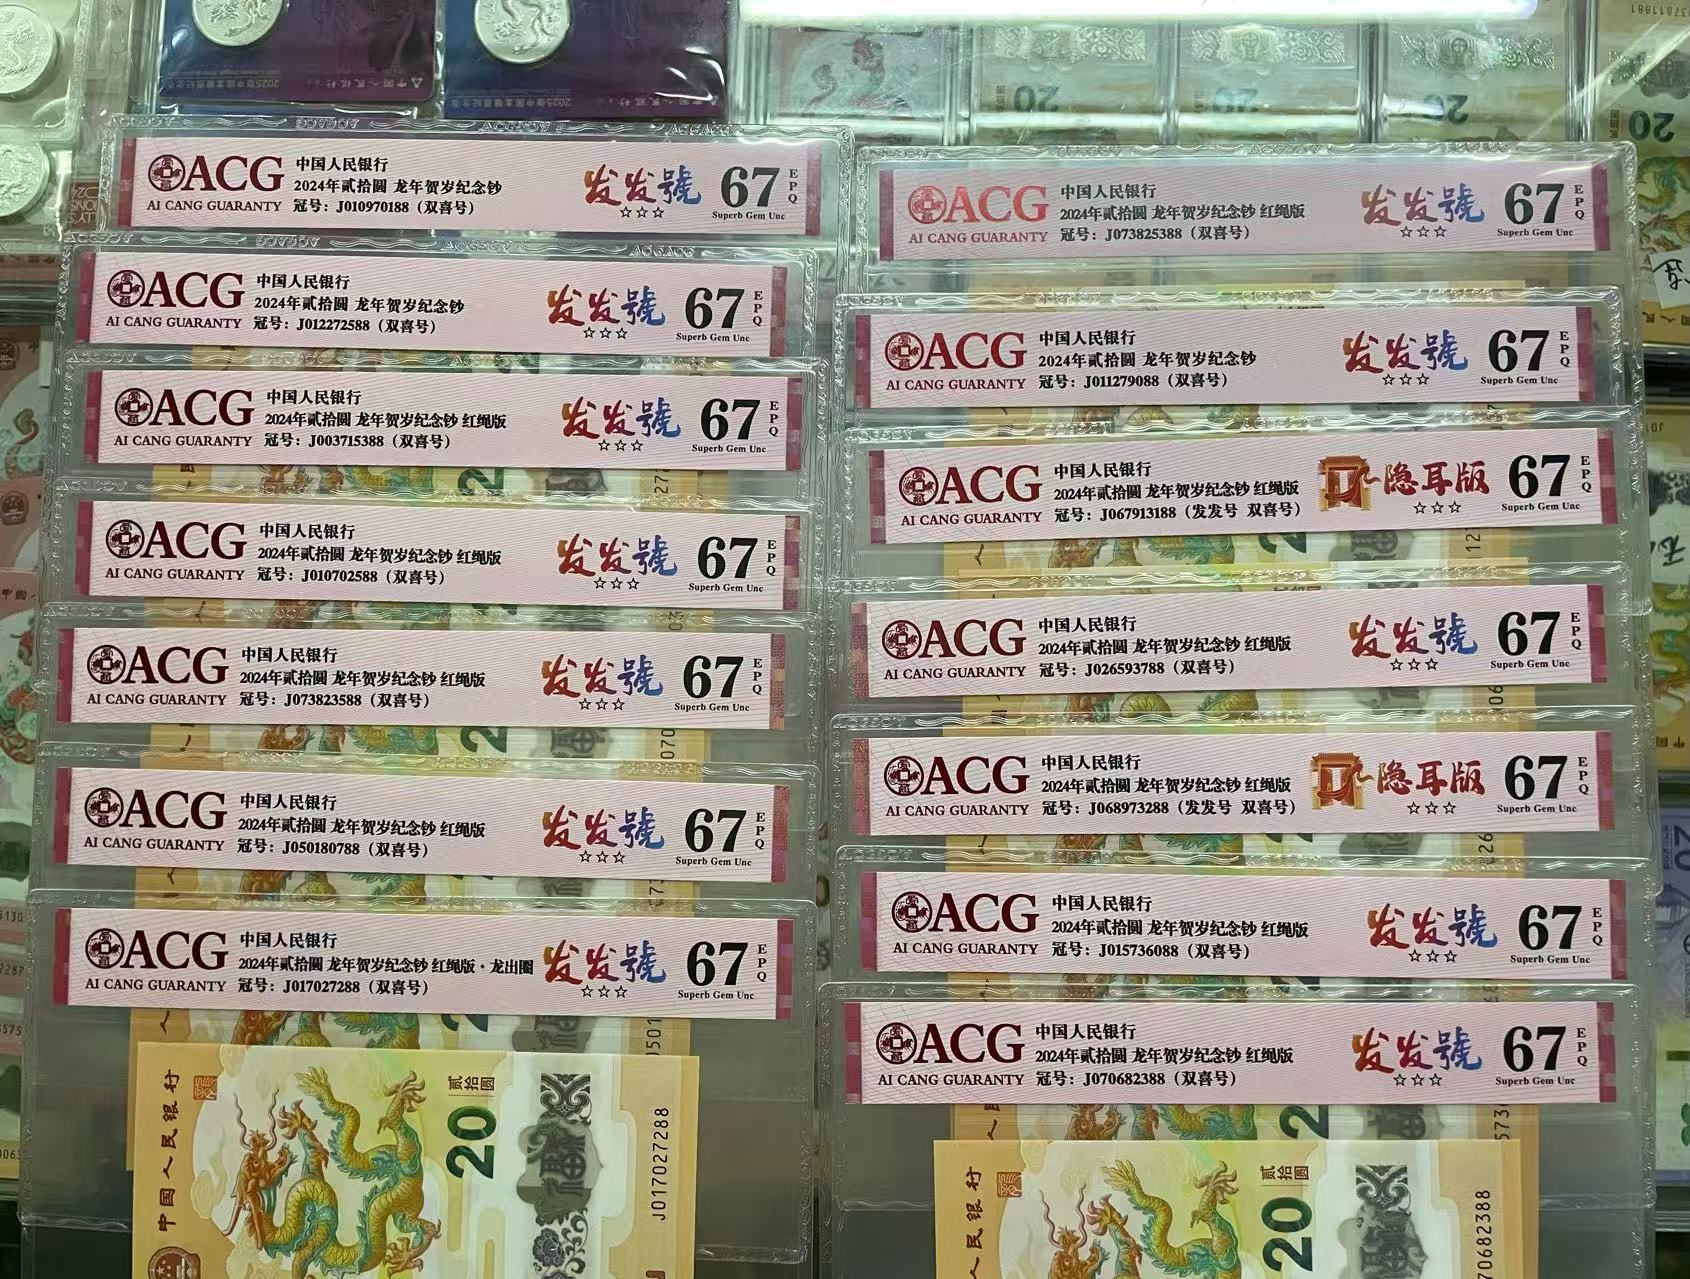 ACG
AI CANG GUARANTY
中国人民银行
2024年贰拾圆 龙年贺岁纪念钞
冠号：J010970188（双喜号）
发发號
☆☆☆
67
EPQ
Superb Gem Unc
ACG
AI CANG GUARANTY
中国人民银行
2024年贰拾圆 龙年贺岁纪念钞
冠号：J012272588（双喜号）
发发號
☆☆☆
67
EPQ
Superb Gem Unc
ACG
AI CANG GUARANTY
中国人民银行
2024年贰拾圆 龙年贺岁纪念钞 红绳版
冠号：J003715388（双喜号）
发发號
☆☆☆
67
EPQ
Superb Gem Unc
ACG
AI CANG GUARANTY
中国人民银行
2024年贰拾圆 龙年贺岁纪念钞 红绳版
冠号：J010702588（双喜号）
发发號
☆☆☆
67
EPQ
Superb Gem Unc
ACG
AI CANG GUARANTY
中国人民银行
2024年贰拾圆 龙年贺岁纪念钞 红绳版
冠号：J073823588（双喜号）
发发號
☆☆☆
67
EPQ
Superb Gem Unc
ACG
AI CANG GUARANTY
中国人民银行
2024年贰拾圆 龙年贺岁纪念钞 红绳版
冠号：J050180788（双喜号）
发发號
☆☆☆
67
EPQ
Superb Gem Unc
ACG
AI CANG GUARANTY
中国人民银行
2024年贰拾圆 龙年贺岁纪念钞 红绳版·龙出圈
冠号：J017027288（双喜号）
发发號
☆☆☆
67
EPQ
Superb Gem Unc
中国人民银行
贰拾圆
20
J017027288
ACG
AI CANG GUARANTY
中国人民银行
2024年贰拾圆 龙年贺岁纪念钞 红绳版
冠号：J073825388（双喜号）
发发號
☆☆☆
67
EPQ
Superb Gem Unc
ACG
AI CANG GUARANTY
中国人民银行
2024年贰拾圆 龙年贺岁纪念钞
冠号：J011279088（双喜号）
发发號
☆☆☆
67
EPQ
Superb Gem Unc
ACG
AI CANG GUARANTY
中国人民银行
2024年贰拾圆 龙年贺岁纪念钞 红绳版
冠号：J067913188（发发号 双喜号）
隐耳版
☆☆☆
67
EPQ
Superb Gem Unc
ACG
AI CANG GUARANTY
中国人民银行
2024年贰拾圆 龙年贺岁纪念钞 红绳版
冠号：J026593788（双喜号）
发发號
☆☆☆
67
EPQ
Superb Gem Unc
ACG
AI CANG GUARANTY
中国人民银行
2024年贰拾圆 龙年贺岁纪念钞 红绳版
冠号：J068973288（发发号 双喜号）
隐耳版
☆☆☆
67
EPQ
Superb Gem Unc
ACG
AI CANG GUARANTY
中国人民银行
2024年贰拾圆 龙年贺岁纪念钞 红绳版
冠号：J015736088（双喜号）
发发號
☆☆☆
67
EPQ
Superb Gem Unc
ACG
AI CANG GUARANTY
中国人民银行
2024年贰拾圆 龙年贺岁纪念钞 红绳版
冠号：J070682388（双喜号）
发发號
☆☆☆
67
EPQ
Superb Gem Unc
人民银行
贰拾圆
20
70682388